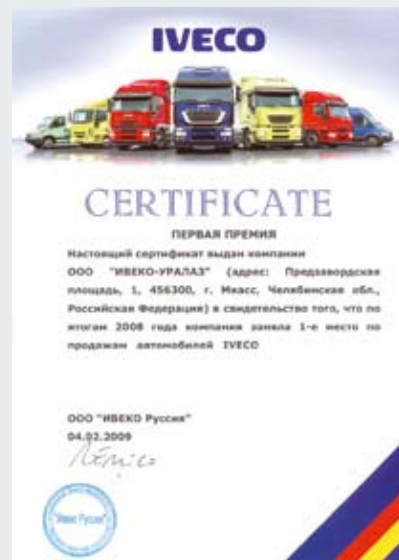 IVECO
CERTIFICATE
ПЕРВАЯ ПРЕМИЯ
Настоящий сертификат выдан компании
ООО "ИВЕКО-УРАЛАЗ" (адрес: Предзаводская
площадь, 1, 456300, г. Миасс, Челябинская обл.,
Российская Федерация) в свидетельство того, что по
итогам 2008 года компания заняла 1-е место по
продажам автомобилей IVECO
ООО "ИВЕКО Руссия"
04.02.2009
"Ивеко Руссия"